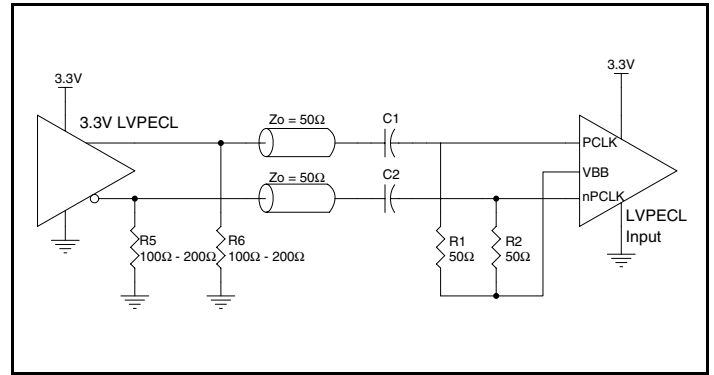 3.3V
3.3V
3.3V LVPECL
Zo = 50Ω
C1
PCLK
VBB
Zo = 50Ω
C2
nPCLK
LVPECL
Input
R5
100Ω - 200Ω
R6
100Ω - 200Ω
R1
50Ω
R2
50Ω